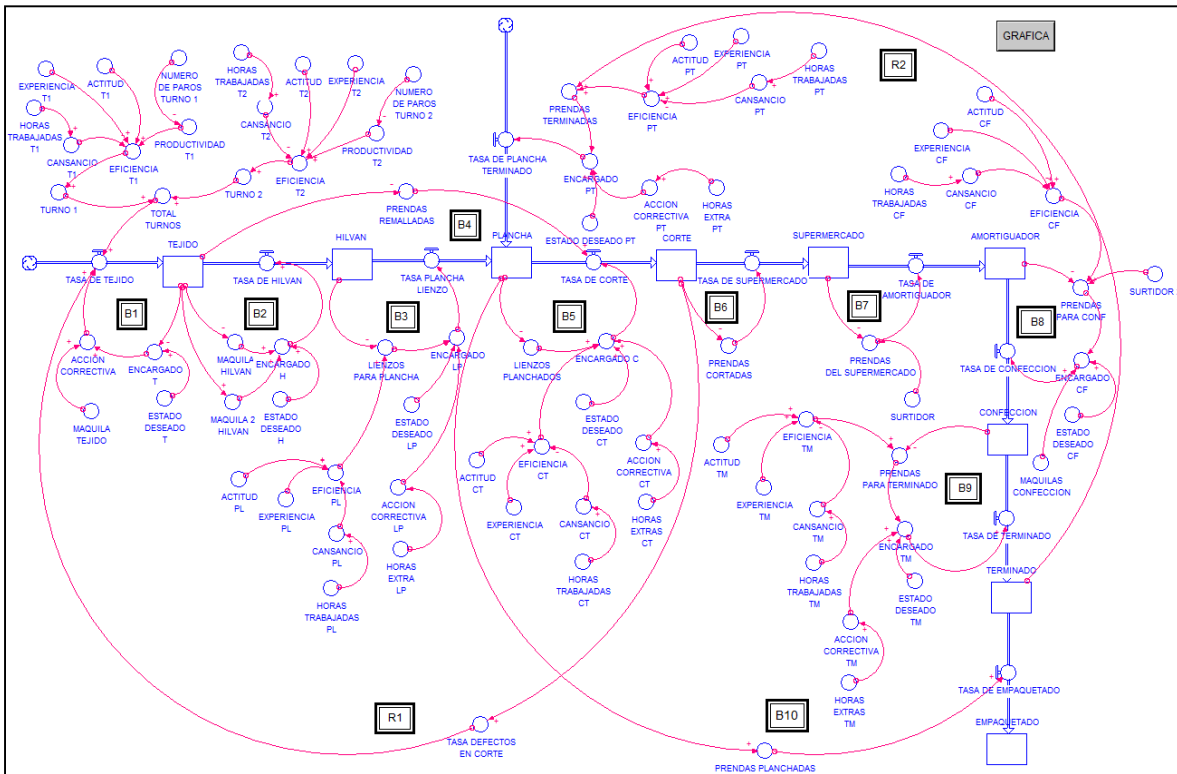 GRAFICA
R2
EXPERIENCIA
T1
ACTITUD
T1
NUMERO
DE PAROS
TURNO 1
HORAS
TRABAJADAS
T1
CANSANCIO
T1
EFICIENCIA
T1
PRODUCTIVIDAD
T1
TURNO 1
HORAS
TRABAJADAS
T2
ACTITUD
T2
EXPERIENCIA
T2
NUMERO
DE PAROS
TURNO 2
CANSANCIO
T2
PRODUCTIVIDAD
T2
EFICIENCIA
T2
TURNO 2
TOTAL
TURNOS
PRENDAS
REMALLADAS
TASA DE PLANCHA
TERMINADO
ACTITUD
PT
EXPERIENCIA
PT
HORAS
TRABAJADAS
PT
PRENDAS
TERMINADAS
EFICIENCIA
PT
CANSANCIO
PT
ENCARGADO
PT
ACCION
CORRECTIVA
PT
HORAS
EXTRA
PT
ESTADO DESEADO PT
ACTITUD
CF
EXPERIENCIA
CF
HORAS
TRABAJADAS
CF
CANSANCIO
CF
EFICIENCIA
CF
B4
TASA DE TEJIDO
TEJIDO
TASA DE HILVAN
HILVAN
TASA PLANCHA
LIENZO
PLANCHA
TASA DE CORTE
CORTE
TASA DE SUPERMERCADO
SUPERMERCADO
TASA DE
AMORTIGUADOR
AMORTIGUADOR
PRENDAS
PARA CONF
SURTIDOR 2
B1
B2
B3
B5
B6
B7
B8
ACCIÓN
CORRECTIVA
ENCARGADO
T
MAQUILA
HILVAN
ENCARGADO
H
LIENZOS
PARA PLANCHA
ENCARGADO
LP
LIENZOS
PLANCHADOS
ENCARGADO C
PRENDAS
CORTADAS
PRENDAS
DEL SUPERMERCADO
TASA DE CONFECCION
ENCARGADO
CF
MAQUILA
TEJIDO
ESTADO
DESEADO
T
MAQUILA 2
HILVAN
ESTADO
DESEADO
H
ESTADO
DESEADO
LP
ESTADO
DESEADO
CT
SURTIDOR
CONFECCION
ESTADO
DESEADO
CF
MAQUILAS
CONFECCION
ACTITUD
PL
EXPERIENCIA
PL
EFICIENCIA
PL
CANSANCIO
PL
HORAS
TRABAJADAS
PL
ACCION
CORRECTIVA
LP
HORAS
EXTRA
LP
ACTITUD
CT
EFICIENCIA
CT
EXPERIENCIA
CT
CANSANCIO
CT
HORAS
TRABAJADAS
CT
ACCION
CORRECTIVA
CT
HORAS
EXTRAS CT
ACTITUD
TM
EFICIENCIA
TM
EXPERIENCIA
TM
CANSANCIO
TM
HORAS
TRABAJADAS
TM
PRENDAS
PARA TERMINADO
B9
ENCARGADO
TM
TASA DE TERMINADO
ESTADO
DESEADO
TM
ACCION
CORRECTIVA
TM
HORAS
EXTRAS
TM
TERMINADO
TASA DE EMPAQUETADO
EMPAQUETADO
R1
TASA DEFECTOS
EN CORTE
B10
PRENDAS PLANCHADAS